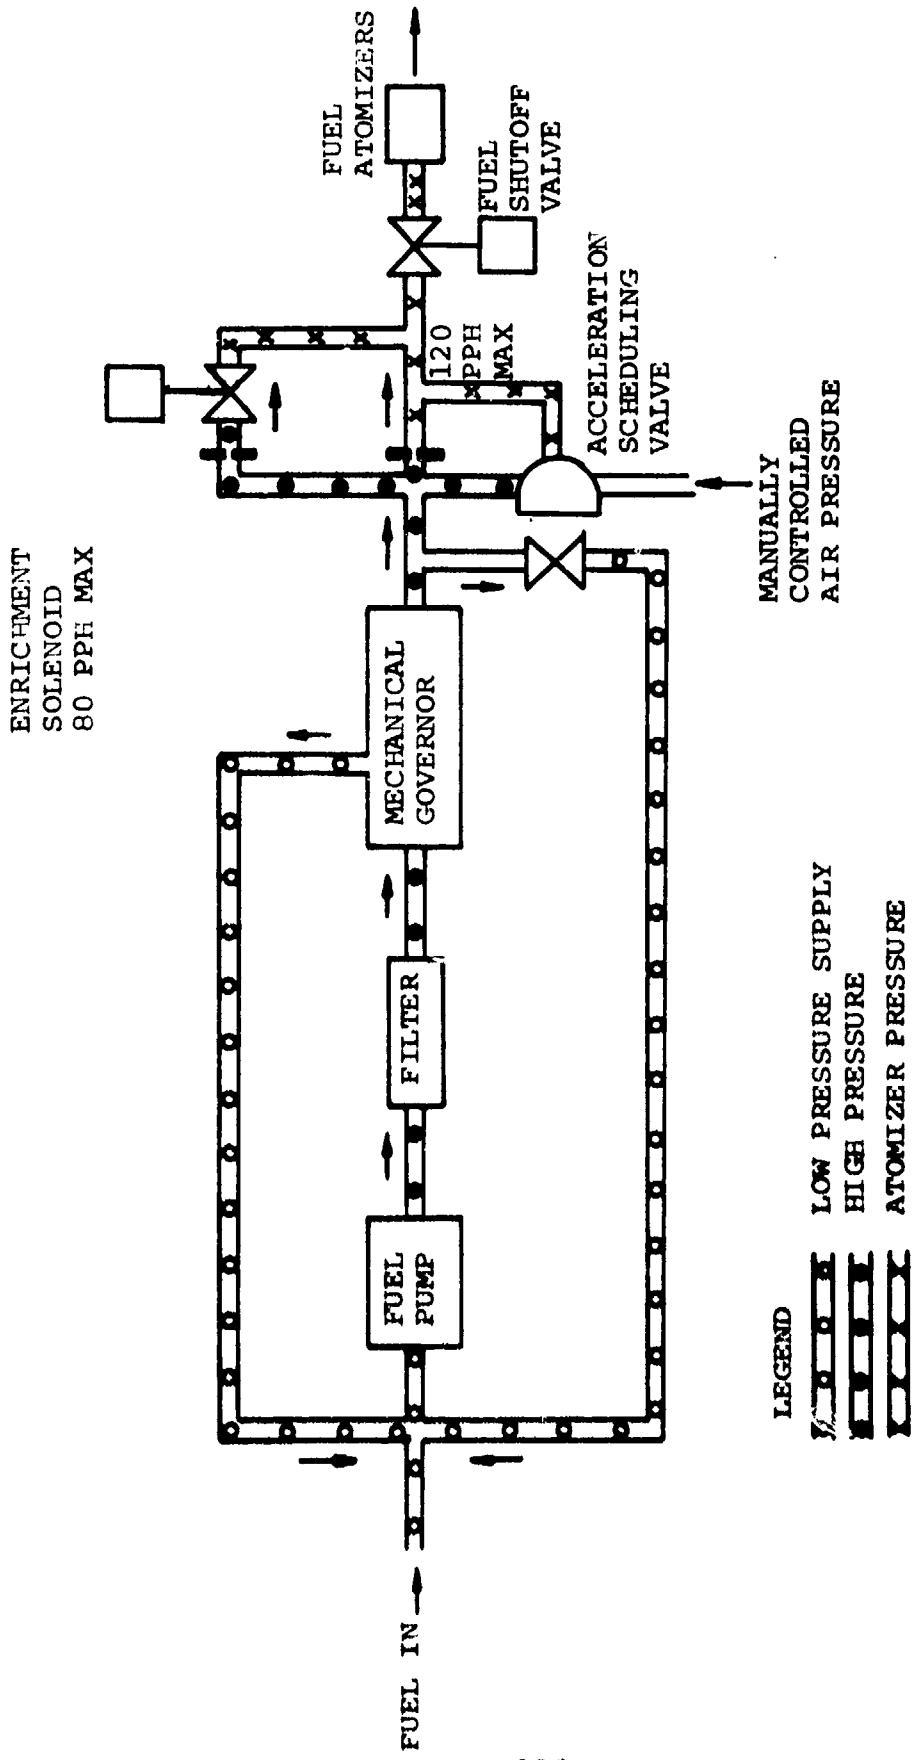 ENRICHMENT
SOLENOID
80 PPH MAX
FUEL
ATOMIZERS
FUEL
SHUTOFF
VALVE
120
PPH
MAX
ACCELERATION
SCHEDULING
VALVE
MANUALLY
CONTROLLED
AIR PRESSURE
MECHANICAL
GOVERNOR
FILTER
FUEL
PUMP
FUEL IN
LEGEND
LOW PRESSURE SUPPLY
HIGH PRESSURE
ATOMIZER PRESSURE